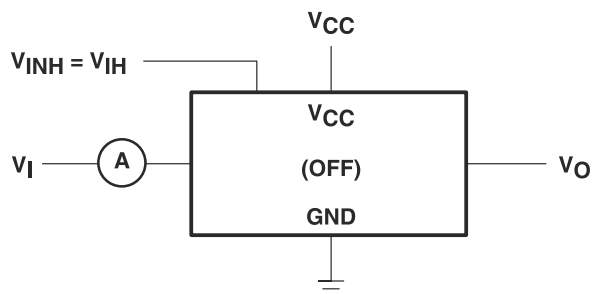 VCC
VINH = VIH
VCC
VI
A
(OFF)
VO
GND